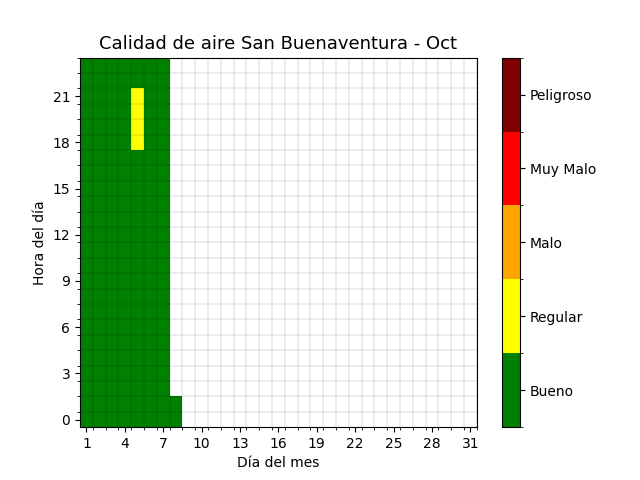 Calidad de aire San Buenaventura - Oct
Hora del día
21
18
15
12
9
6
3
0
1 4 7 10 13 16 19 22 25 28 31
Día del mes
Peligroso
Muy Malo
Malo
Regular
Bueno